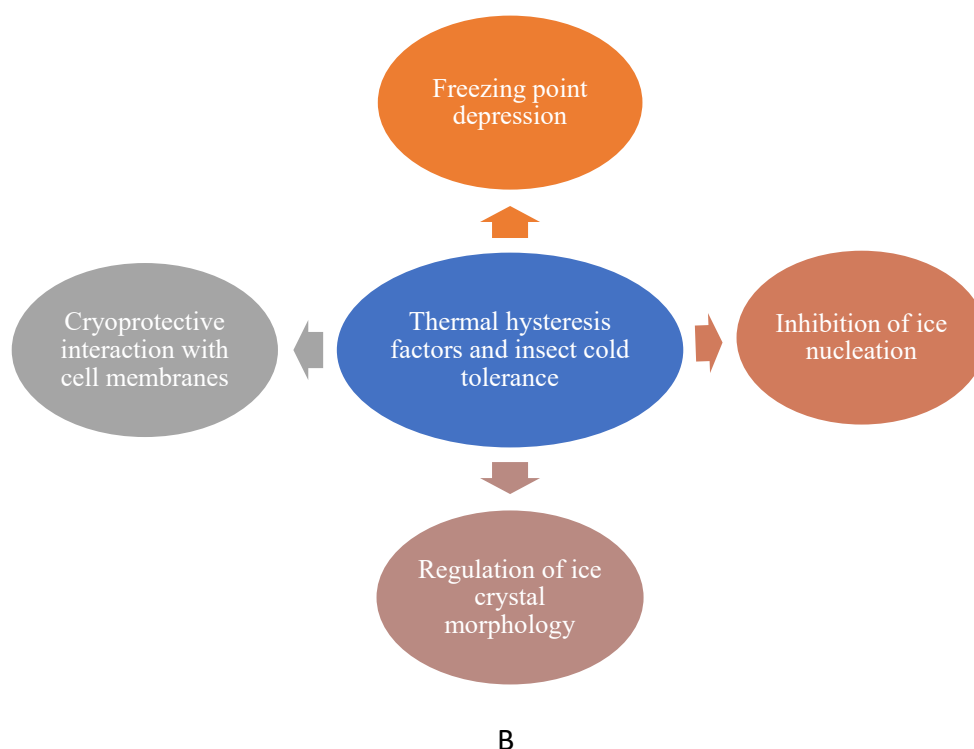 Freezing point
depression
Cryoprotective
interaction with
cell membranes
Thermal hysteresis
factors and insect cold
tolerance
Inhibition of ice
nucleation
Regulation of ice
crystal
morphology
B